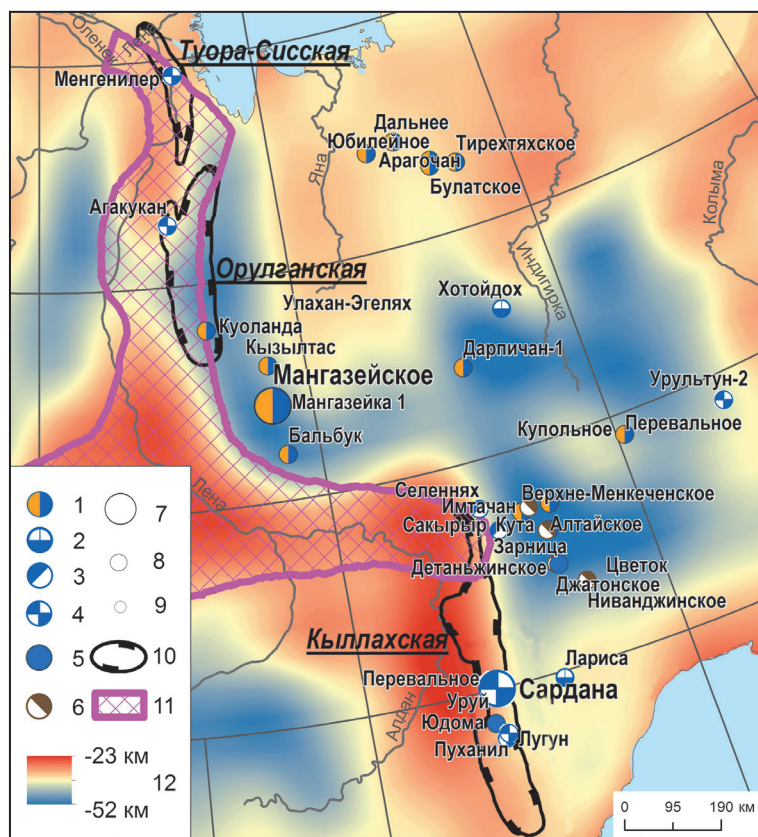 Оленек
Туора-Сисская
Менгенилер
Дальнее
Юбилейное
Тирехтяхское
Арагочан
Булатское
Яна
Колыма
Агакукан
Индигирка
Орулганская
Улахан-Эгелях
Хотойдох
Куоланда
Кызылтас
Дарпичан-1
Мангазейское
Урультун-2
Мангазейка 1
Купольное
Перевальное
Бальбук
Лена
Селеннях
Верхне-Менкеченское
Имтачан
Сакырыр
Кута
Алтайское
Зарница
Детаньжинское
Цветок
Джатонское
Ниванджинское
Кыллахская
Лариса
Перевальное
Сардана
Уруй
Алдан
Юдома
Лугун
Пуханил
1
7
2
8
3
9
4
5
10
6
11
-23 км
12
-52 км
0 95 190 км